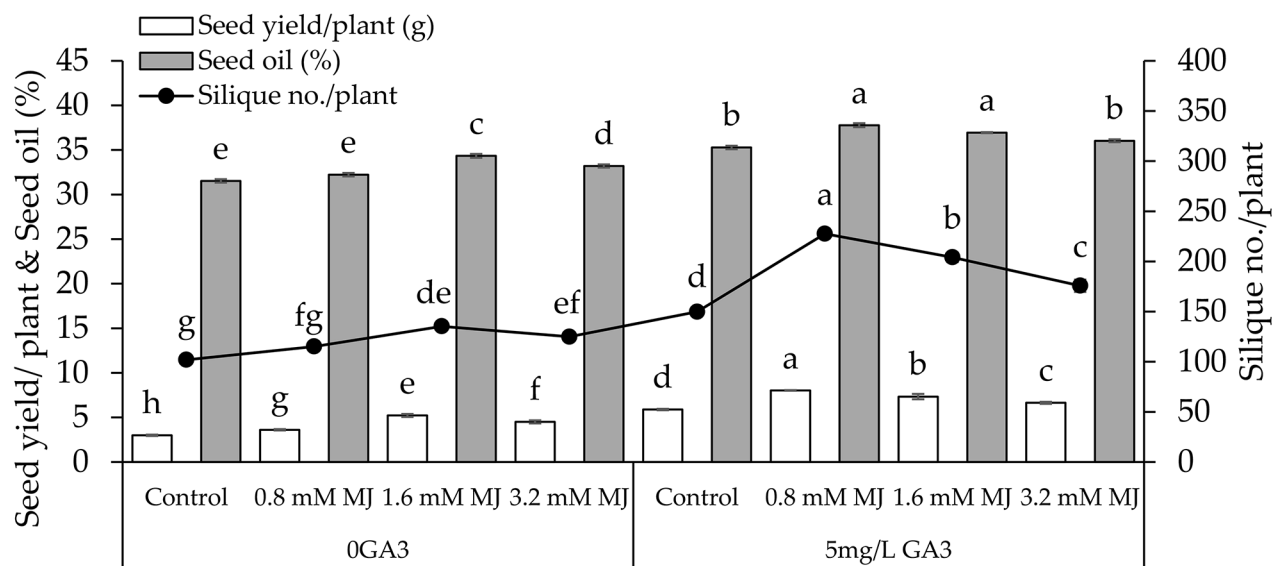 Seed yield/plant (g)
Seed oil (%)
Silique no./plant
Seed yield/ plant & Seed oil (%)
45
40
35
30
25
20
15
10
5
0
e e c d b a a b
g fg de ef d a b c
h g e f d a b c
400
350
300
250
200
150
100
50
0
Silique no./plant
Control 0.8 mM MJ 1.6 mM MJ 3.2 mM MJ Control 0.8 mM MJ 1.6 mM MJ 3.2 mM MJ
0GA3 5mg/L GA3